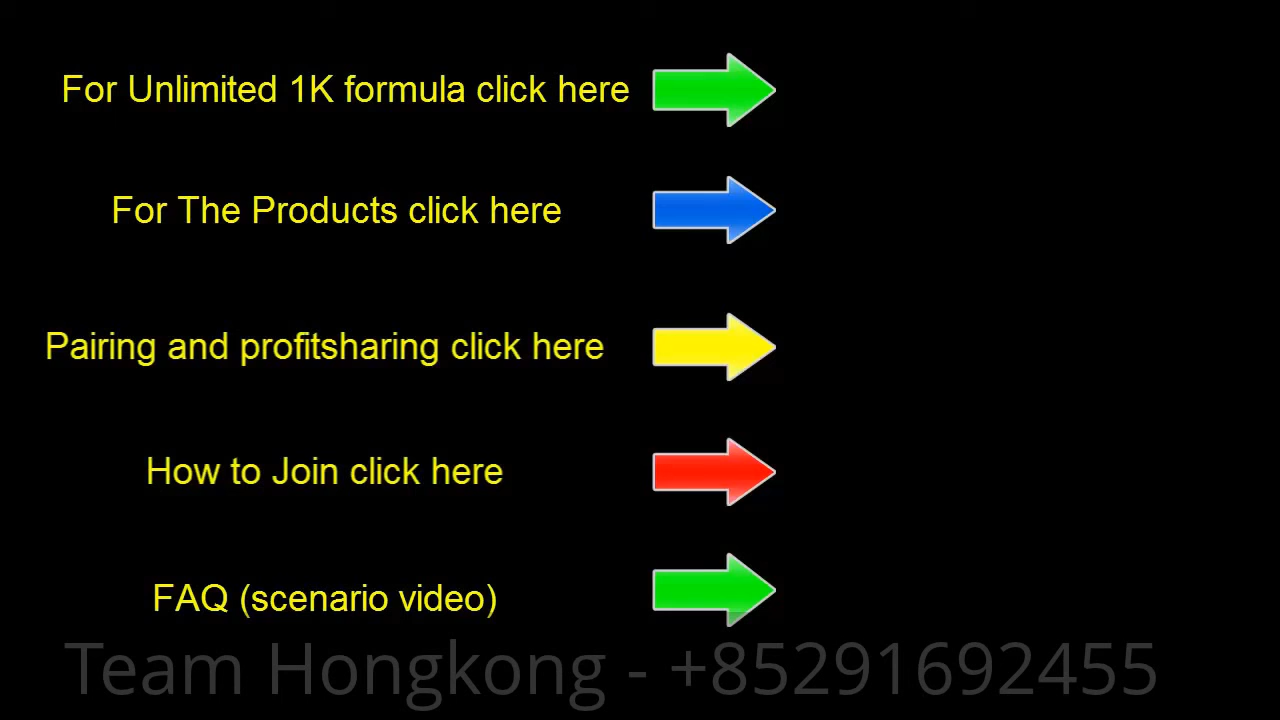 For Unlimited 1K formula click here
For The Products click here
Pairing and profitsharing click here
How to Join click here
FAQ (scenario video)
Team Hongkong - +85291692455